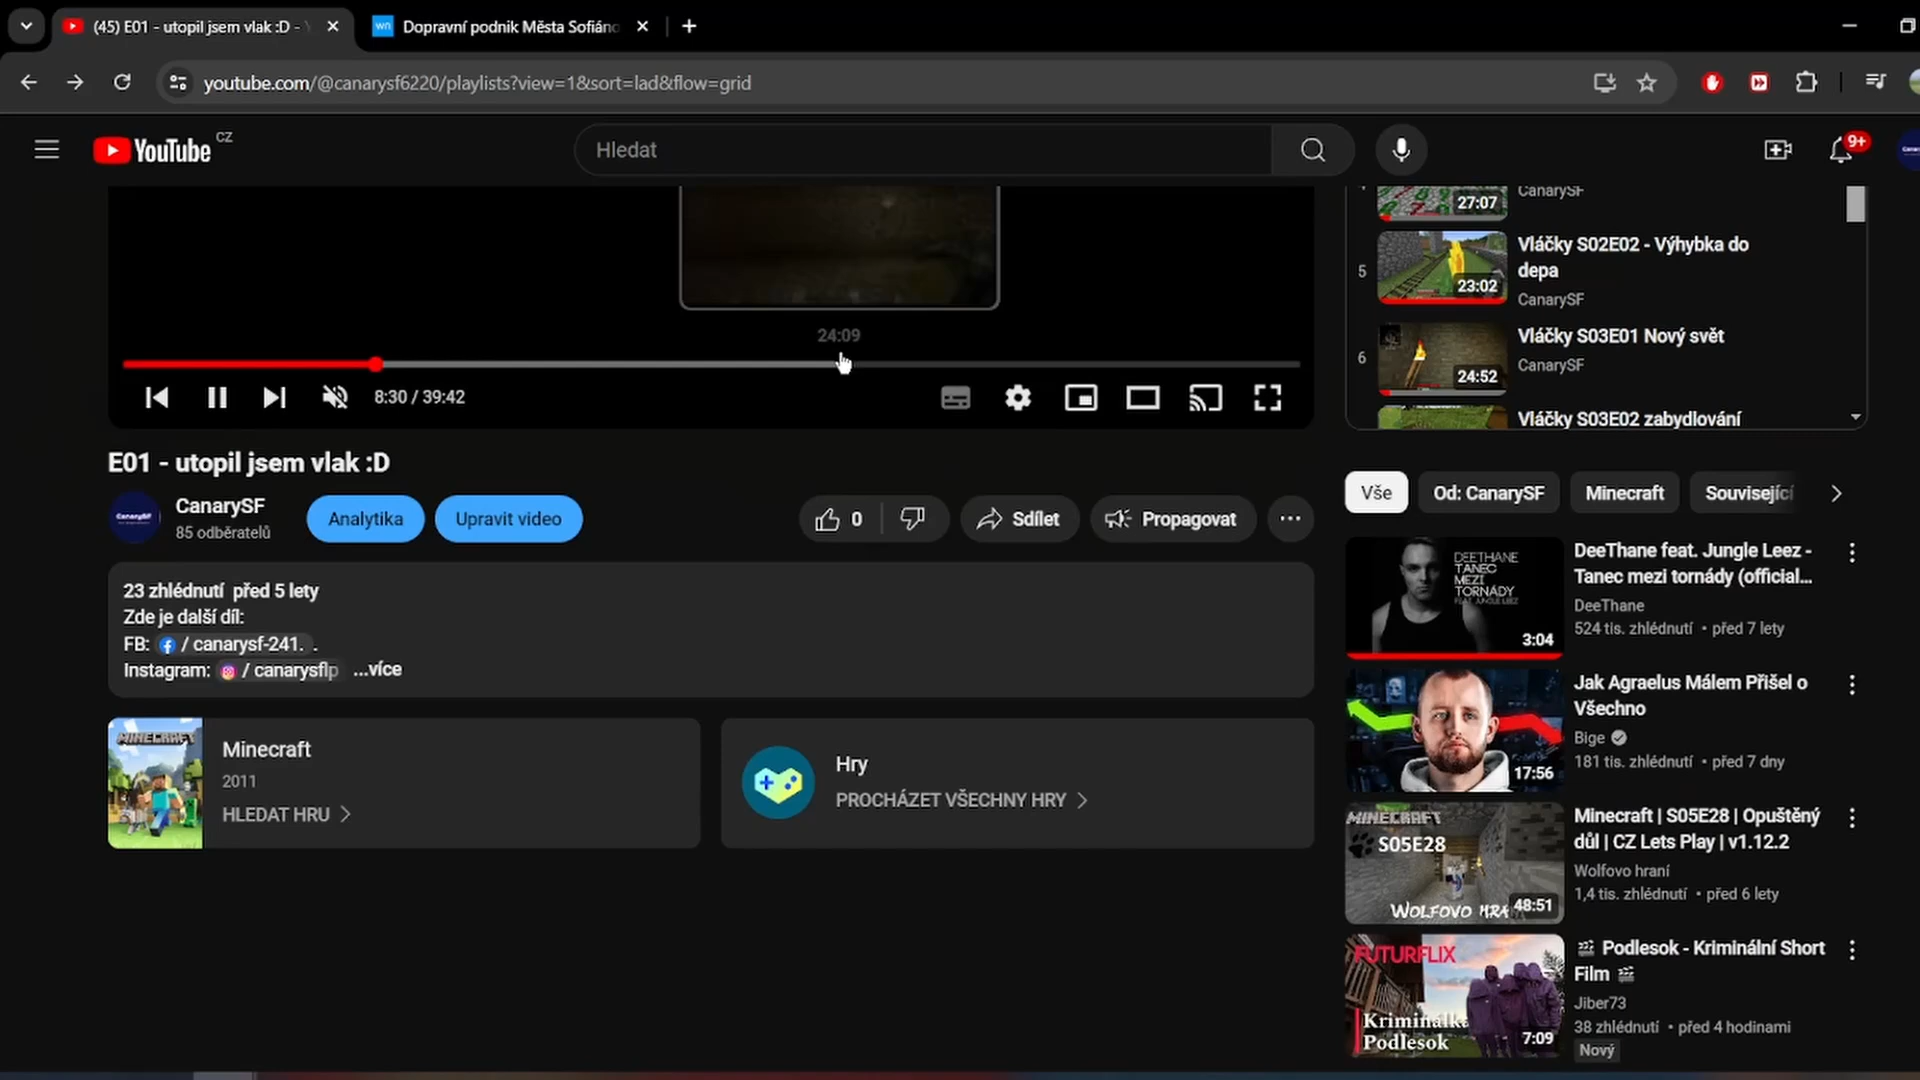 (45) E01 - utopil jsem vlak :D -
Dopravní podnik Města Sofiáno
youtube.com/@canarysf6220/playlists?view=1&sort=lad&flow=grid
YouTube CZ
Hledat
9+
24:09
8:30 / 39:42
27:07
CanarySF
5
23:02
Vláčky S02E02 - Výhybka do
depa
CanarySF
6
24:52
Vláčky S03E01 Nový svět
CanarySF
Vláčky S03E02 zabydlování
E01 - utopil jsem vlak :D
CanarySF
85 odběratelů
Analytika
Upravit video
0
Sdílet
Propagovat
23 zhlédnutí před 5 lety
Zde je další díl:
FB: / canarysf-241. .
Instagram: / canarysflp ...více
MINECRAFT
Minecraft
2011
HLEDAT HRU
Hry
PROCHÁZET VŠECHNY HRY
Vše
Od: CanarySF
Minecraft
Související
DEETHANE
TANEC
MEZI
TORNÁDY
FEAT. JUNGLE LEEZ
3:04
DeeThane feat. Jungle Leez -
Tanec mezi tornády (official...
DeeThane
524 tis. zhlédnutí • před 7 lety
17:56
Jak Agraelus Málem Přišel o
Všechno
Bige
181 tis. zhlédnutí • před 7 dny
MINECRAFT
S05E28
WOLFOVO HRA
48:51
Minecraft | S05E28 | Opuštěný
důl | CZ Lets Play | v1.12.2
Wolfovo hraní
1,4 tis. zhlédnutí • před 6 lety
FUTURFLIX
Kriminálka
Podlesok
7:09
Podlesok - Kriminální Short
Film
Jiber73
38 zhlédnutí • před 4 hodinami
Nový